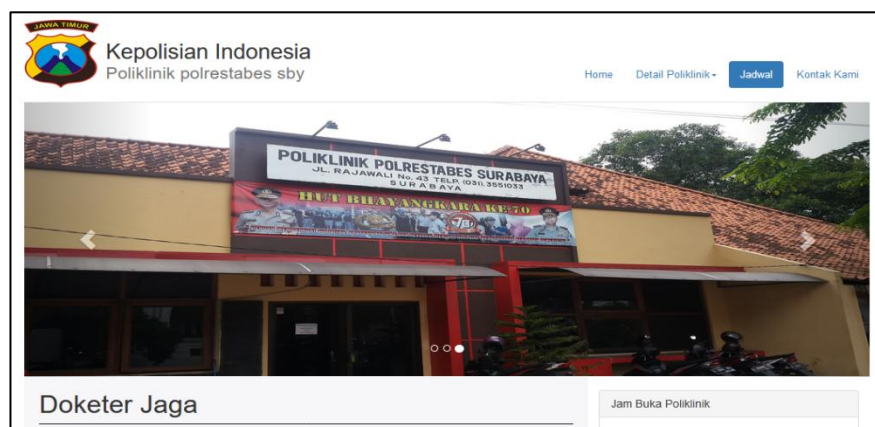 JAWA TIMUR
Kepolisian Indonesia
Poliklinik polrestabes sby
Home Detail Poliklinik Jadwal Kontak Kami
POLIKLINIK POLRESTABES SURABAYA
JL. RAJAWALI No. 43 TELP. (031). 3551033
SURABAYA
HUT BHAYANGKARA KE 70
Doketer Jaga
Jam Buka Poliklinik